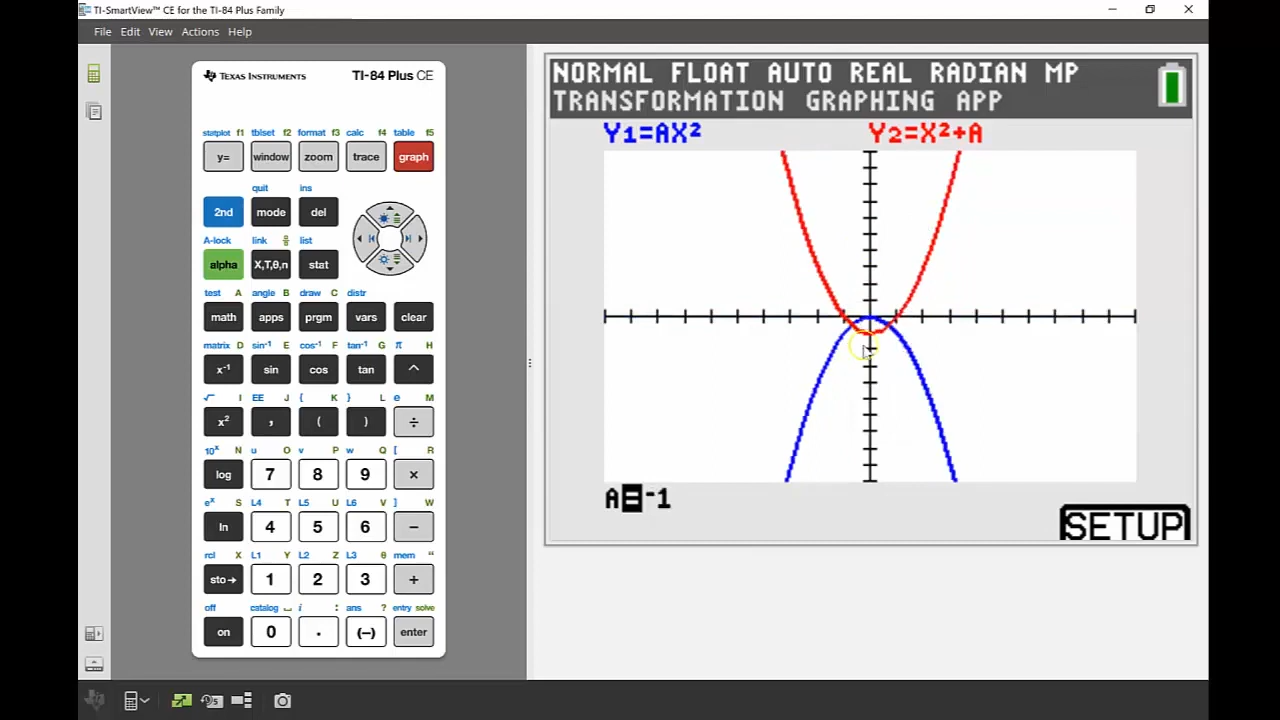 TI-SmartView™ CE for the TI-84 Plus Family
File Edit View Actions Help
TEXAS INSTRUMENTS TI-84 Plus CE
statplot f1 tblset f2 format f3 calc f4 table f5
y= window zoom trace graph
quit ins
2nd mode del
A-lock link list
alpha X,T,θ,n stat
test A angle B draw C distr
math apps prgm vars clear
matrix D sin⁻¹ E cos⁻¹ F tan⁻¹ G π H
x⁻¹ sin cos tan ^
√ I EE J { K } L e M
x² , ( ) ÷
10ˣ N u O v P w Q [ R
log 7 8 9 ×
eˣ S L4 T L5 U L6 V ] W
ln 4 5 6 −
rcl X L1 Y L2 Z L3 θ mem "
sto→ 1 2 3 +
off catalog ⎵ i : ans ? entry solve
on 0 . (−) enter
NORMAL FLOAT AUTO REAL RADIAN MP
TRANSFORMATION GRAPHING APP
Y1=AX² Y2=X²+A
A=-1
SETUP